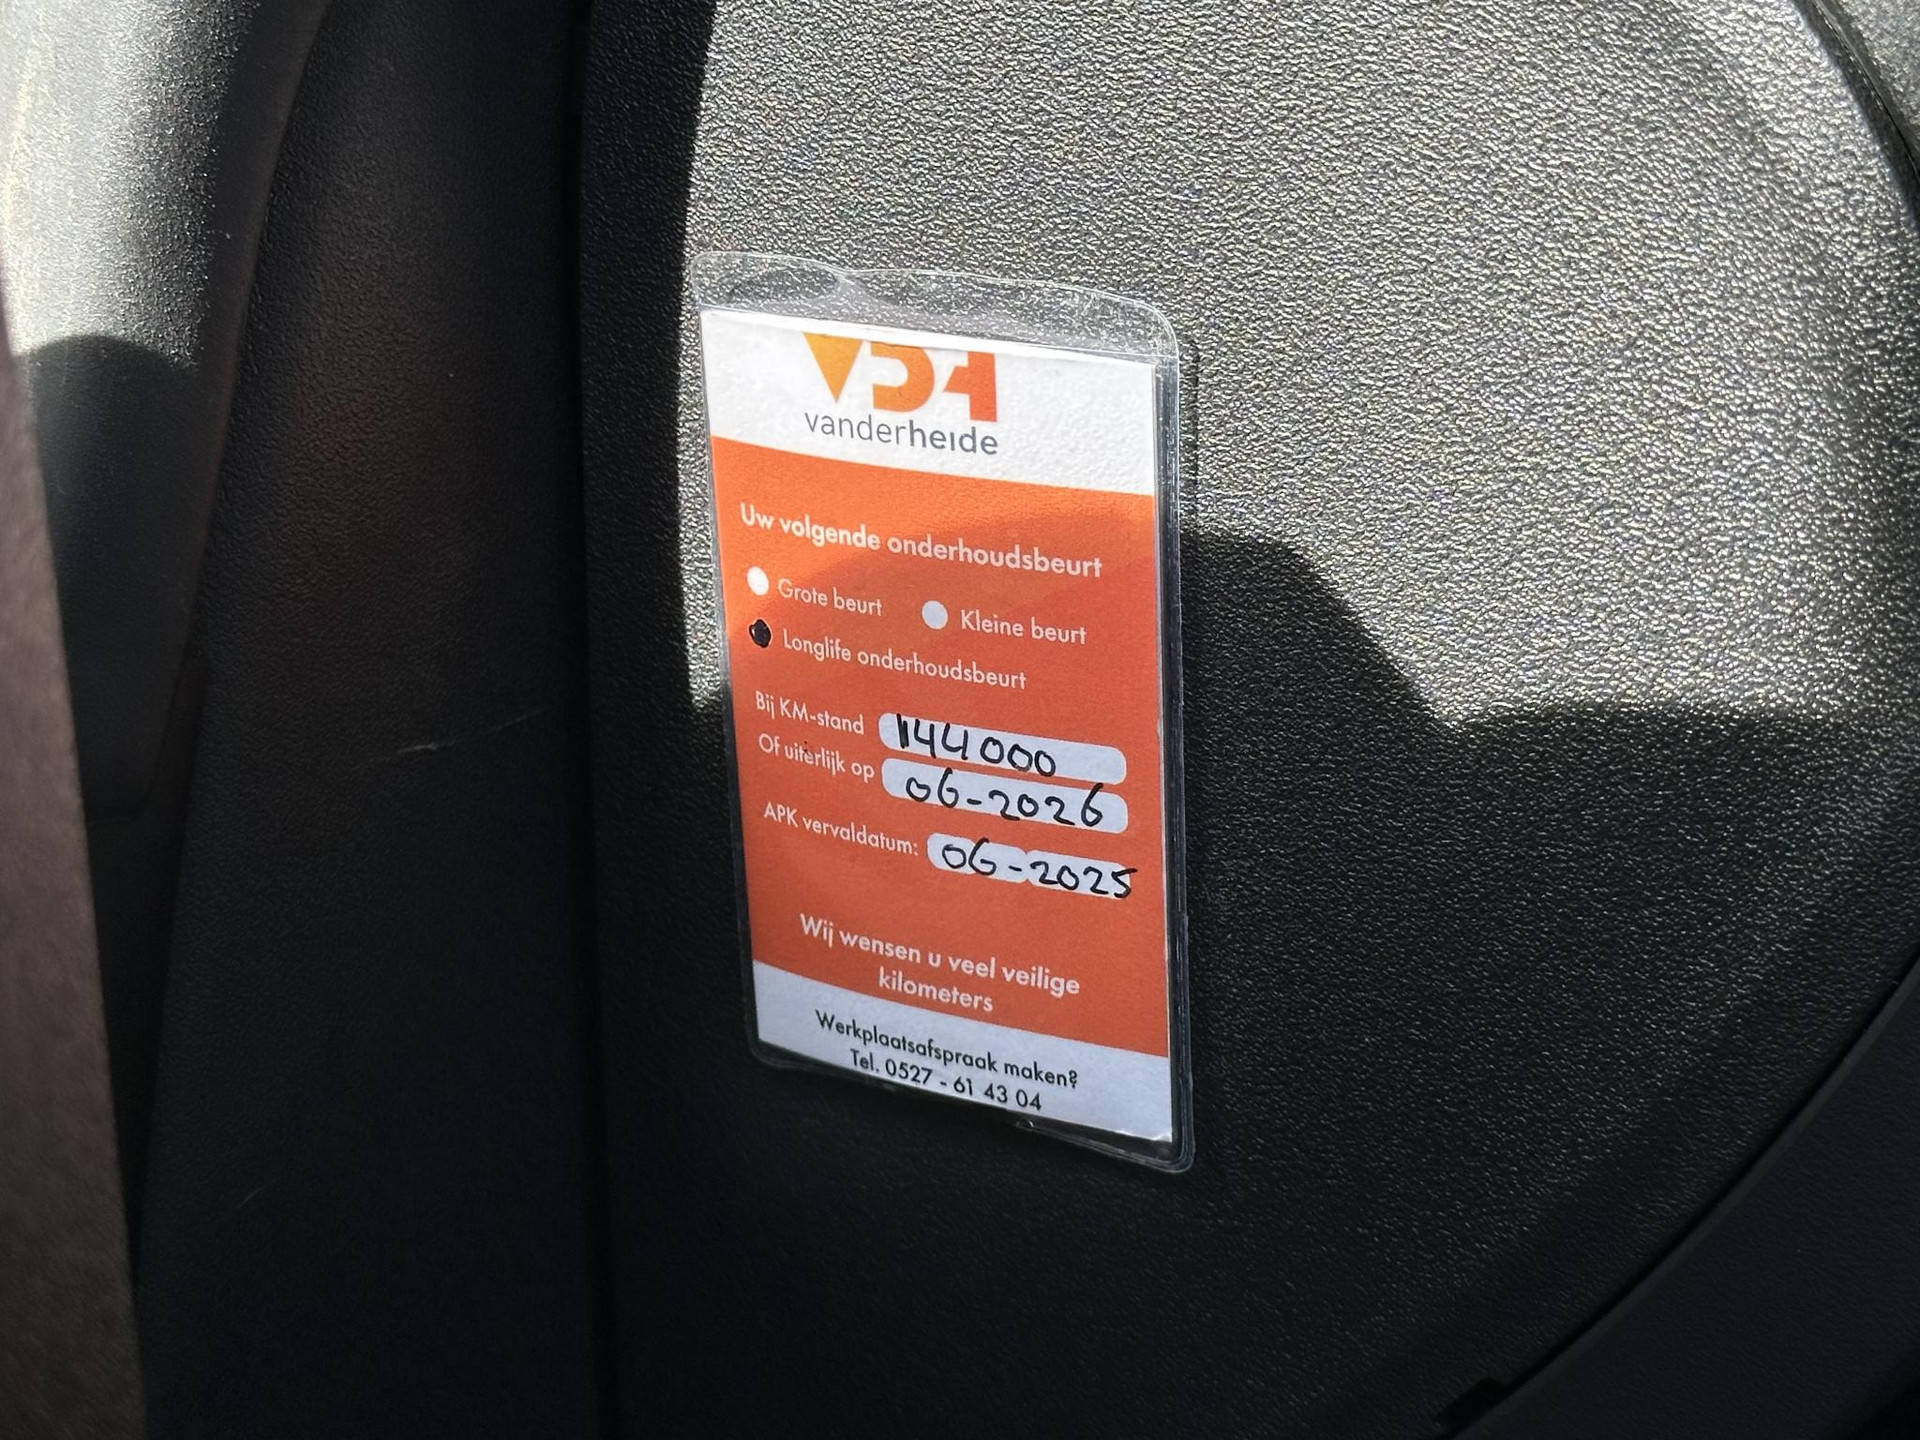 VDH
vanderheide
Uw volgende onderhoudsbeurt
Grote beurt Kleine beurt
Longlife onderhoudsbeurt
Bij KM-stand 144000
Of uiterlijk op 06-2026
APK vervaldatum: 06-2025
Wij wensen u veel veilige
kilometers
Werkplaatsafspraak maken?
Tel. 0527 - 61 43 04